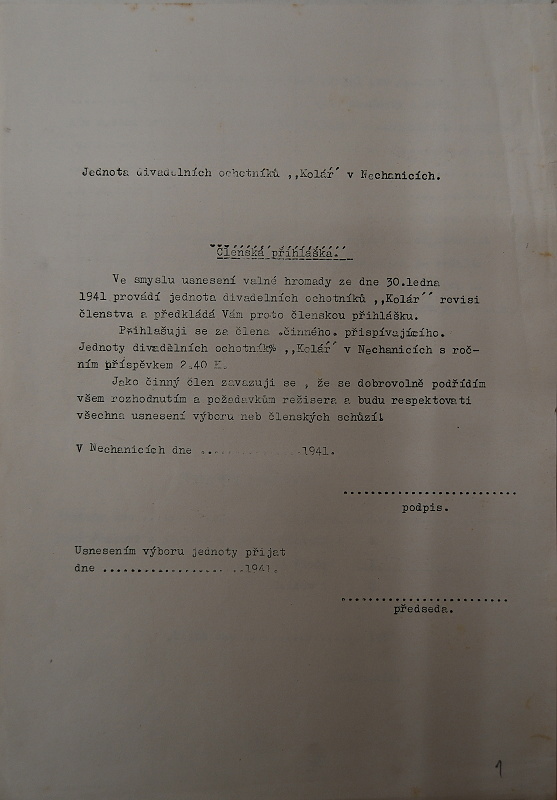 Jednota divadelních ochotníků ,,Kolár´ v Nechanicích.
Členská přihláška.
Ve smyslu usnesení valné hromady ze dne 30.ledna
1941 provádí jednota divadelních ochotníků ,,Kolár´´ revisi
členstva a předkládá Vám proto členskou přihlášku.
Přihlašuji se za člena .činného. přispívajícího.
Jednoty divadelních ochotník% ,,Kolár´ v Nechanicích s roč-
ním příspěvkem 2.40 K.
Jako činný člen zavazuji se , že se dobrovolně podřídím
všem rozhodnutím a požadavkům režisera a budu respektovati
všechna usnesení výboru neb členských schůzí!
V Nechanicích dne .................1941.
..........................
podpis.
Usnesením výboru jednoty přijat
dne .................. ..1941.
.........................
předseda.
1